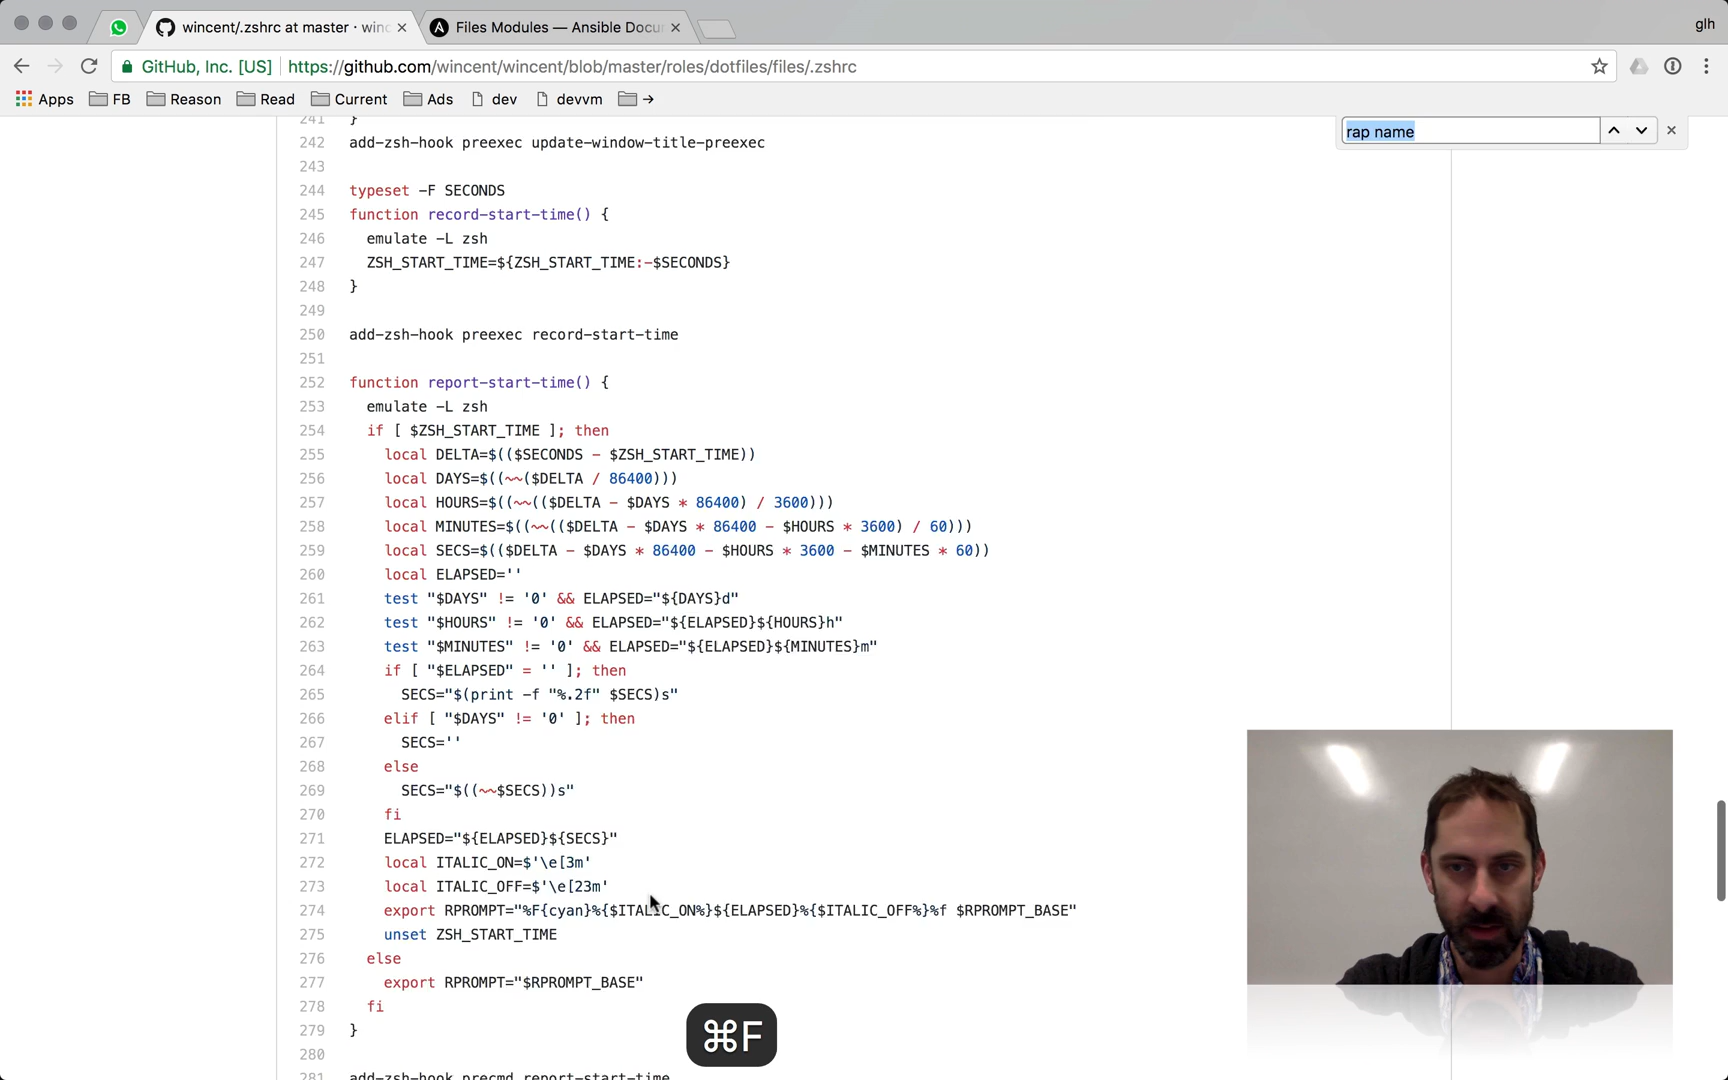 wincent/.zshrc at master · winc
Files Modules — Ansible Docu
glh
GitHub, Inc. [US]
https://github.com/wincent/wincent/blob/master/roles/dotfiles/files/.zshrc
Apps FB Reason Read Current Ads dev devvm →
rap name
241 }
242 add-zsh-hook preexec update-window-title-preexec
243
244 typeset -F SECONDS
245 function record-start-time() {
246 emulate -L zsh
247 ZSH_START_TIME=${ZSH_START_TIME:-$SECONDS}
248 }
249
250 add-zsh-hook preexec record-start-time
251
252 function report-start-time() {
253 emulate -L zsh
254 if [ $ZSH_START_TIME ]; then
255 local DELTA=$(($SECONDS - $ZSH_START_TIME))
256 local DAYS=$((~~($DELTA / 86400)))
257 local HOURS=$((~~(($DELTA - $DAYS * 86400) / 3600)))
258 local MINUTES=$((~~(($DELTA - $DAYS * 86400 - $HOURS * 3600) / 60)))
259 local SECS=$(($DELTA - $DAYS * 86400 - $HOURS * 3600 - $MINUTES * 60))
260 local ELAPSED=''
261 test "$DAYS" != '0' && ELAPSED="${DAYS}d"
262 test "$HOURS" != '0' && ELAPSED="${ELAPSED}${HOURS}h"
263 test "$MINUTES" != '0' && ELAPSED="${ELAPSED}${MINUTES}m"
264 if [ "$ELAPSED" = '' ]; then
265 SECS="$(print -f "%.2f" $SECS)s"
266 elif [ "$DAYS" != '0' ]; then
267 SECS=''
268 else
269 SECS="$((~~$SECS))s"
270 fi
271 ELAPSED="${ELAPSED}${SECS}"
272 local ITALIC_ON=$'\e[3m'
273 local ITALIC_OFF=$'\e[23m'
274 export RPROMPT="%F{cyan}%{$ITALIC_ON%}${ELAPSED}%{$ITALIC_OFF%}%f $RPROMPT_BASE"
275 unset ZSH_START_TIME
276 else
277 export RPROMPT="$RPROMPT_BASE"
278 fi
279 }
280
281 add-zsh-hook precmd report-start-time
⌘F